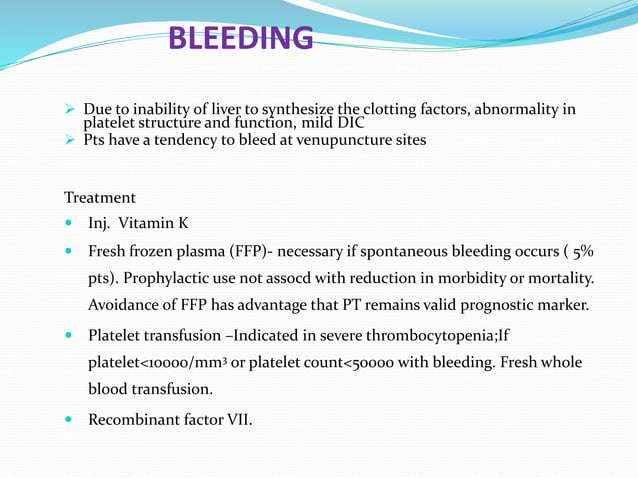 BLEEDING
Due to inability of liver to synthesize the clotting factors, abnormality in
platelet structure and function, mild DIC
Pts have a tendency to bleed at venupuncture sites
Treatment
Inj. Vitamin K
Fresh frozen plasma (FFP)- necessary if spontaneous bleeding occurs ( 5%
pts). Prophylactic use not assocd with reduction in morbidity or mortality.
Avoidance of FFP has advantage that PT remains valid prognostic marker.
Platelet transfusion –Indicated in severe thrombocytopenia;If
platelet<10000/mm³ or platelet count<50000 with bleeding. Fresh whole
blood transfusion.
Recombinant factor VII.